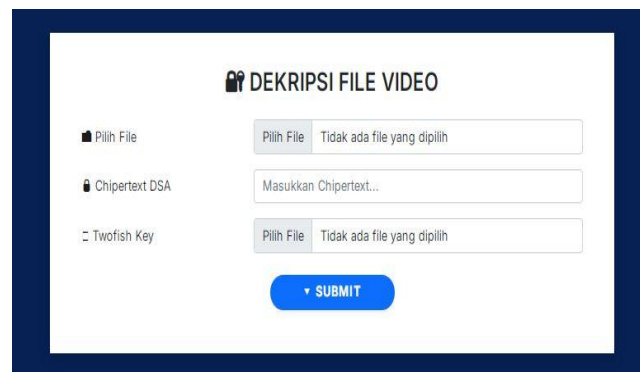 DEKRIPSI FILE VIDEO
Pilih File Pilih File Tidak ada file yang dipilih
Chipertext DSA Masukkan Chipertext...
Twofish Key Pilih File Tidak ada file yang dipilih
SUBMIT